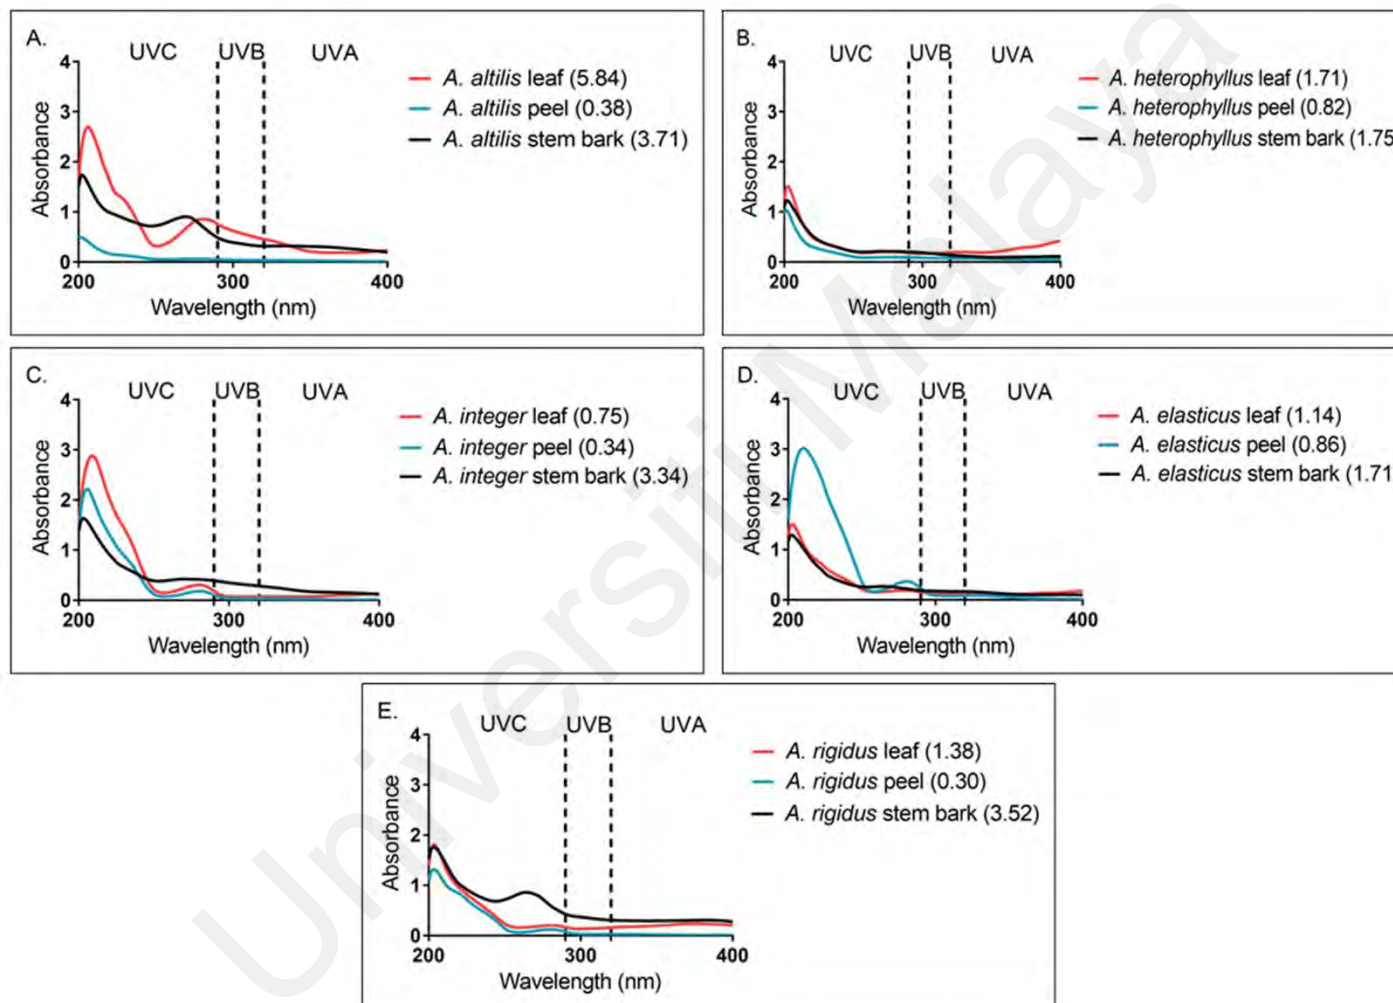 A.
UVC UVB UVA
4
3
2
1
0
200 300 400
Absorbance
Wavelength (nm)
A. altilis leaf (5.84)
A. altilis peel (0.38)
A. altilis stem bark (3.71)
B.
UVC UVB UVA
4
3
2
1
0
200 300 400
Absorbance
Wavelength (nm)
A. heterophyllus leaf (1.71)
A. heterophyllus peel (0.82)
A. heterophyllus stem bark (1.75
C.
UVC UVB UVA
4
3
2
1
0
200 300 400
Absorbance
Wavelength (nm)
A. integer leaf (0.75)
A. integer peel (0.34)
A. integer stem bark (3.34)
D.
UVC UVB UVA
4
3
2
1
0
200 300 400
Absorbance
Wavelength (nm)
A. elasticus leaf (1.14)
A. elasticus peel (0.86)
A. elasticus stem bark (1.71
E.
UVC UVB UVA
4
3
2
1
0
200 300 400
Absorbance
Wavelength (nm)
A. rigidus leaf (1.38)
A. rigidus peel (0.30)
A. rigidus stem bark (3.52)
Universiti Malaya